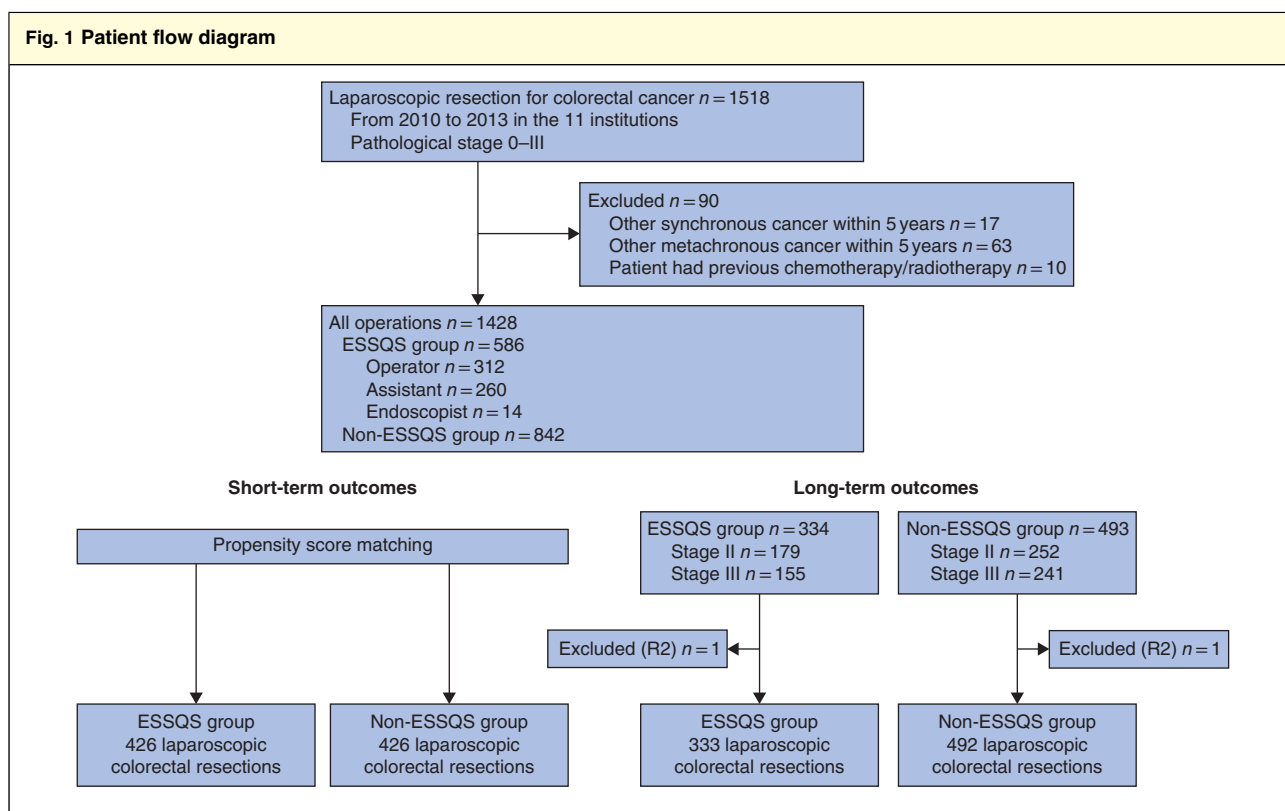 Fig. 1 Patient flow diagram
Laparoscopic resection for colorectal cancer n = 1518
From 2010 to 2013 in the 11 institutions
Pathological stage 0–III
Excluded n = 90
Other synchronous cancer within 5 years n = 17
Other metachronous cancer within 5 years n = 63
Patient had previous chemotherapy/radiotherapy n = 10
All operations n = 1428
ESSQS group n = 586
Operator n = 312
Assistant n = 260
Endoscopist n = 14
Non-ESSQS group n = 842
Short-term outcomes
Propensity score matching
ESSQS group
426 laparoscopic
colorectal resections
Non-ESSQS group
426 laparoscopic
colorectal resections
Long-term outcomes
ESSQS group n = 334
Stage II n = 179
Stage III n = 155
Non-ESSQS group n = 493
Stage II n = 252
Stage III n = 241
Excluded (R2) n = 1
Excluded (R2) n = 1
ESSQS group
333 laparoscopic
colorectal resections
Non-ESSQS group
492 laparoscopic
colorectal resections